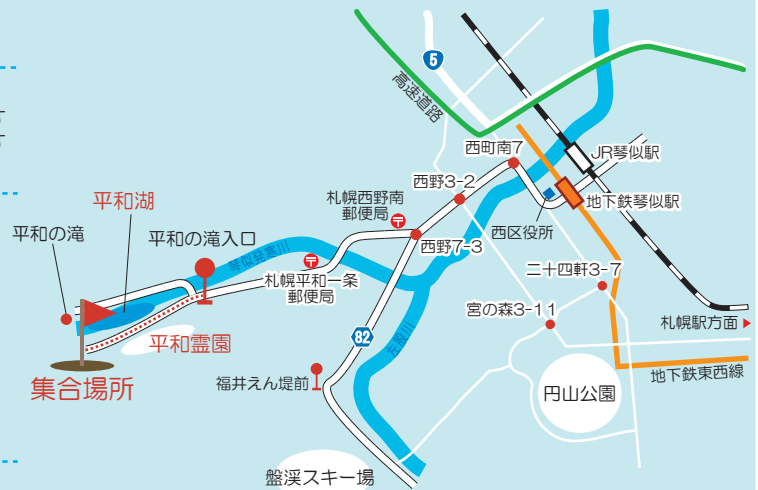 5
高速道路
西町南7
JR琴似駅
西野3-2
地下鉄琴似駅
札幌西野南
郵便局
西区役所
平和湖
平和の滝
平和の滝入口
琴似発寒川
西野7-3
札幌平和一条
郵便局
二十四軒3-7
宮の森3-11
札幌駅方面
平和霊園
82
左股川
集合場所
福井えん堤前
地下鉄東西線
円山公園
盤渓スキー場